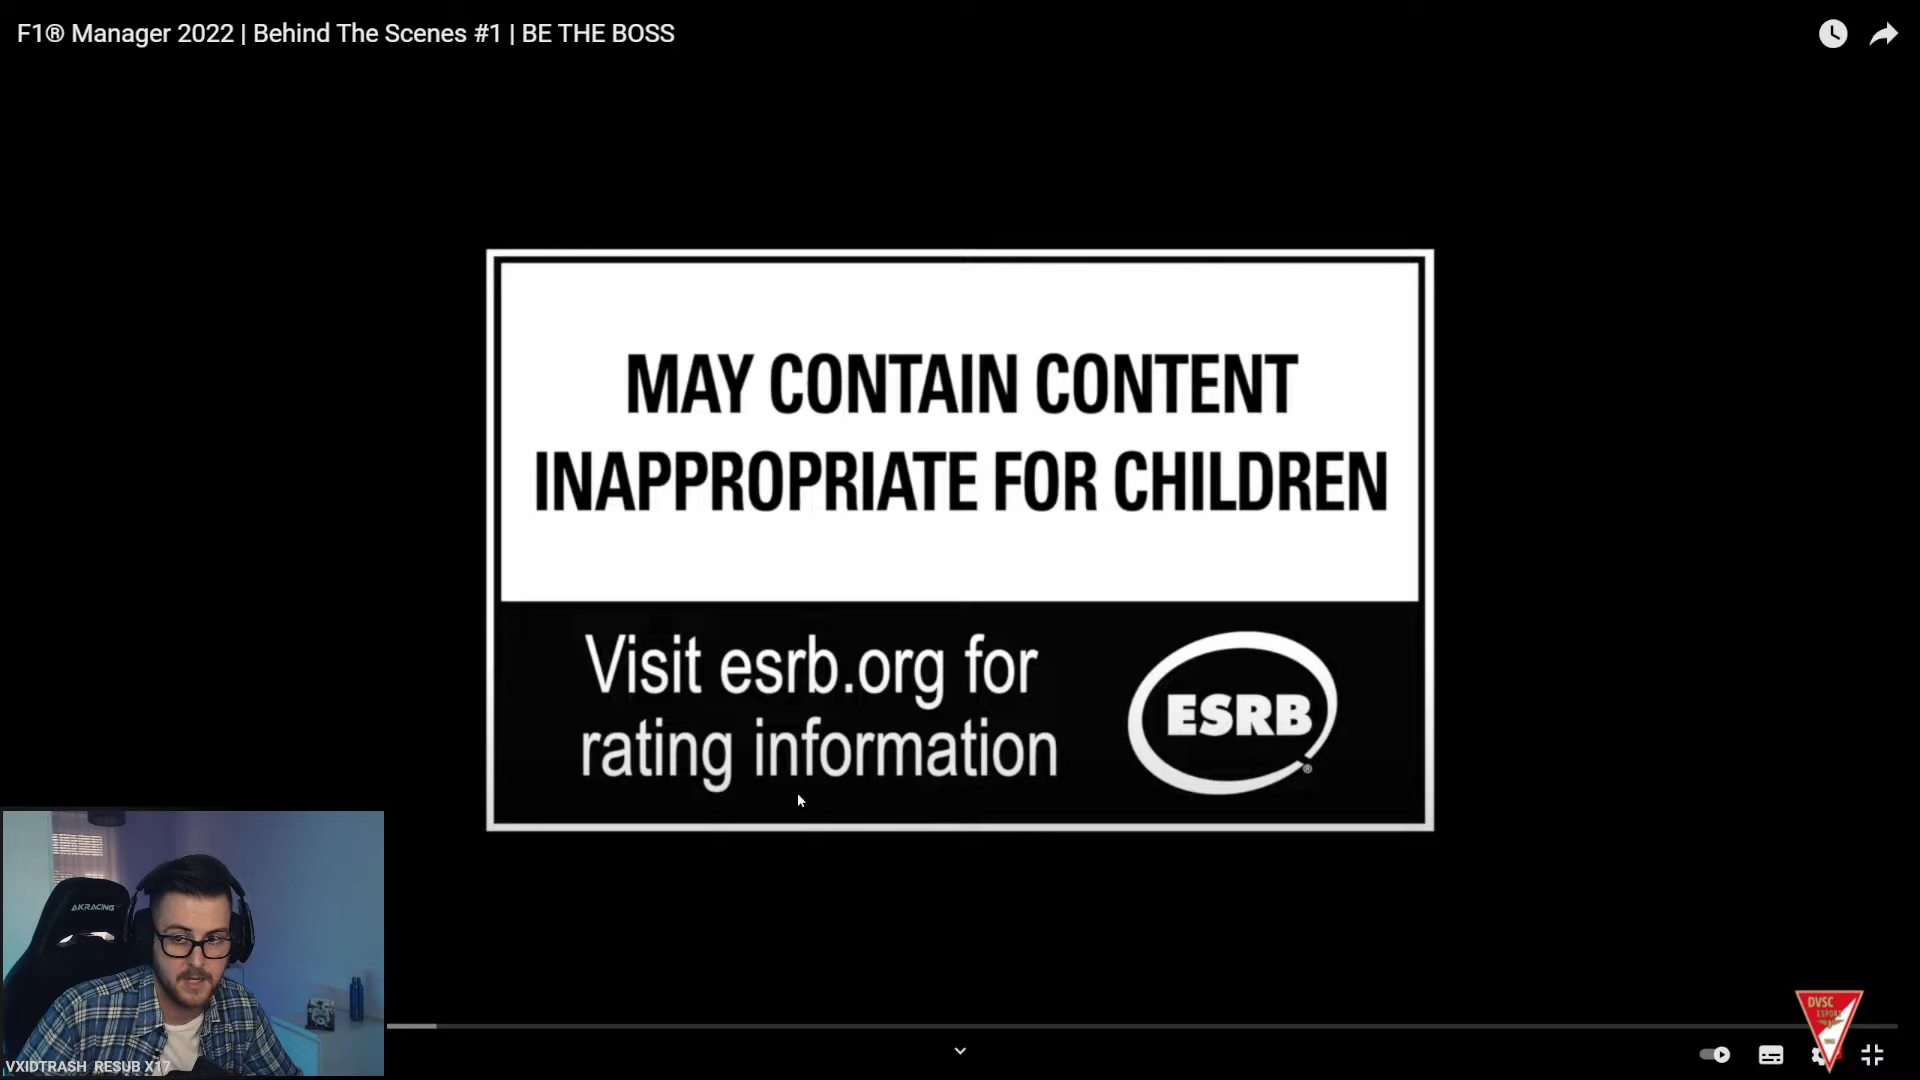 F1® Manager 2022 | Behind The Scenes #1 | BE THE BOSS
MAY CONTAIN CONTENT
INAPPROPRIATE FOR CHILDREN
Visit esrb.org for
rating information
ESRB
®
AKRACING
VXIDTRASH RESUB X17
DVSC
ESPORT